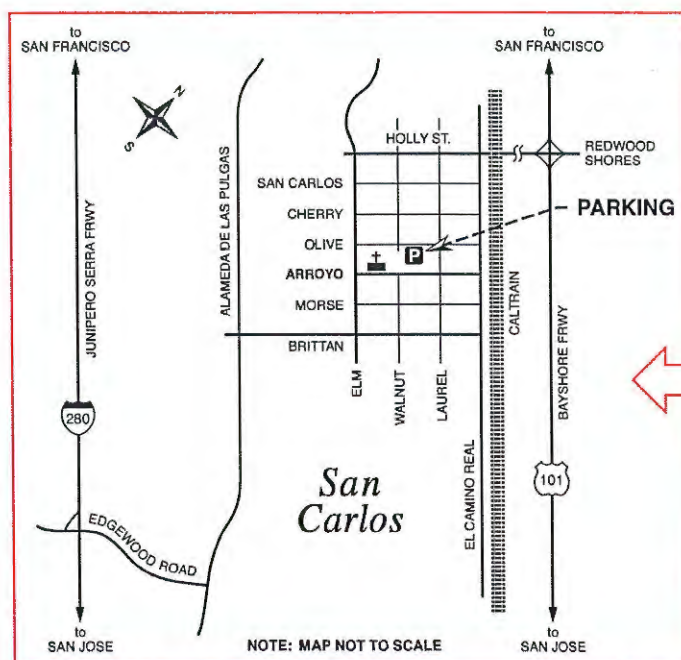 to
SAN FRANCISCO
to
SAN FRANCISCO
N
S
HOLLY ST.
REDWOOD
SHORES
SAN CARLOS
CHERRY
OLIVE
PARKING
P
ARROYO
MORSE
BRITTAN
ALAMEDA DE LAS PULGAS
JUNIPERO SERRA FRWY
CALTRAIN
BAYSHORE FRWY
ELM
WALNUT
LAUREL
280
101
San
Carlos
EL CAMINO REAL
EDGEWOOD ROAD
to
SAN JOSE
NOTE: MAP NOT TO SCALE
to
SAN JOSE